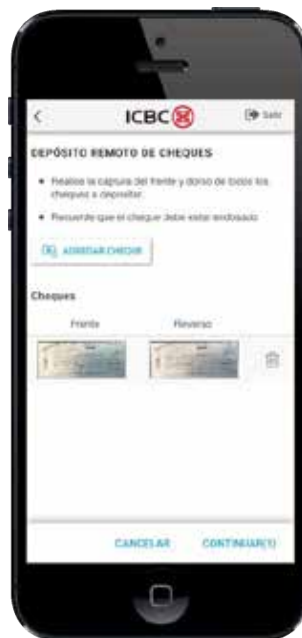 ICBC
Salir
DEPÓSITO REMOTO DE CHEQUES
Realice la captura del frente y dorso de todos los
cheques a depositar.
Recuerde que el cheque debe estar endosado
AGREGAR CHEQUE
Cheques
Frente Reverso
CANCELAR CONTINUAR(1)